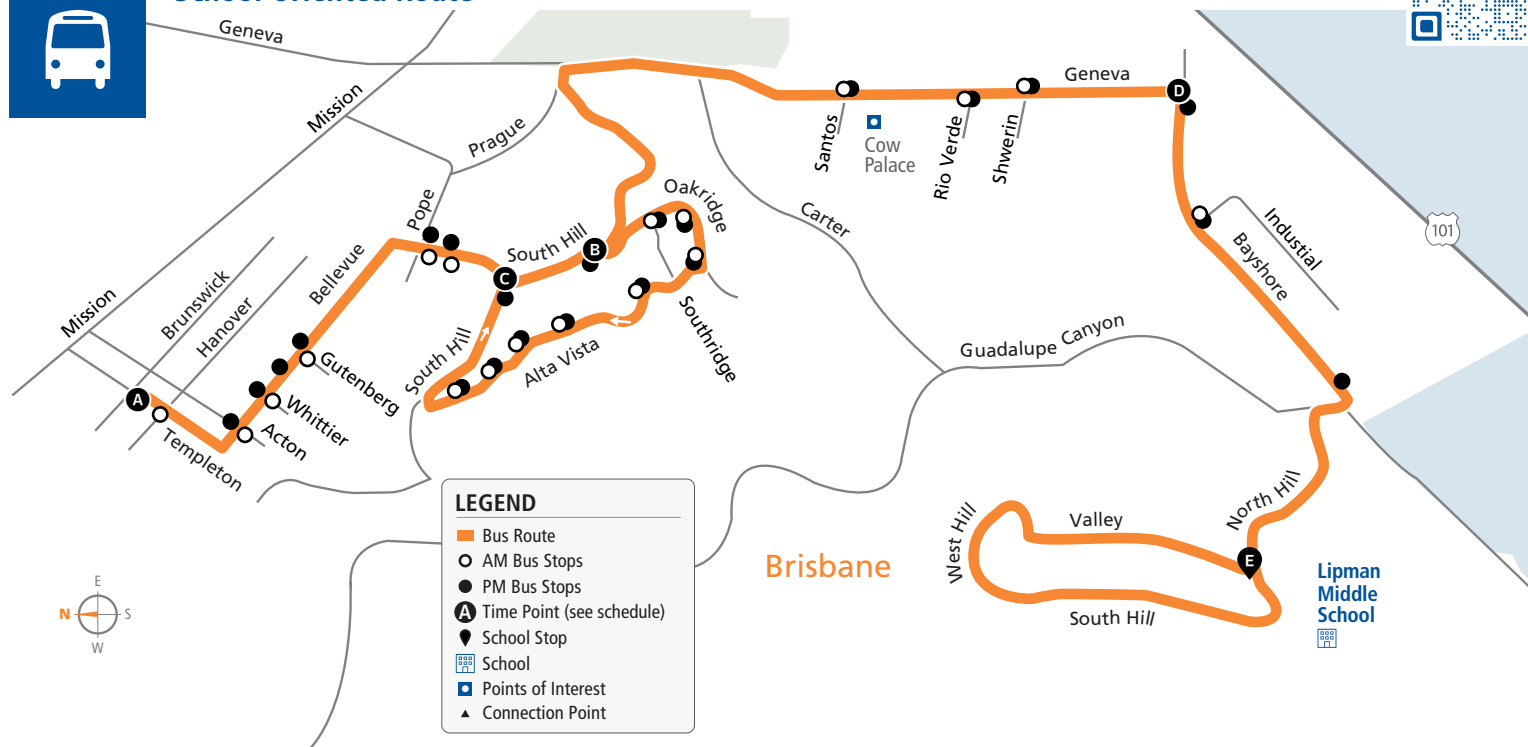 School-oriented Route
Geneva
Mission
Prague
Pope
Mission
Brunswick
Hanover
Bellevue
Gutenberg
Whittier
Acton
Templeton
A
South Hill
B
C
South Hill
Oakridge
Southridge
Alta Vista
Santos
Cow
Palace
Rio Verde
Shwerin
Geneva
D
Carter
Guadalupe Canyon
Industial
Bayshore
101
North Hill
West Hill
Valley
E
South Hill
Brisbane
Lipman
Middle
School
LEGEND
Bus Route
AM Bus Stops
PM Bus Stops
A Time Point (see schedule)
School Stop
School
Points of Interest
Connection Point
E
N S
W